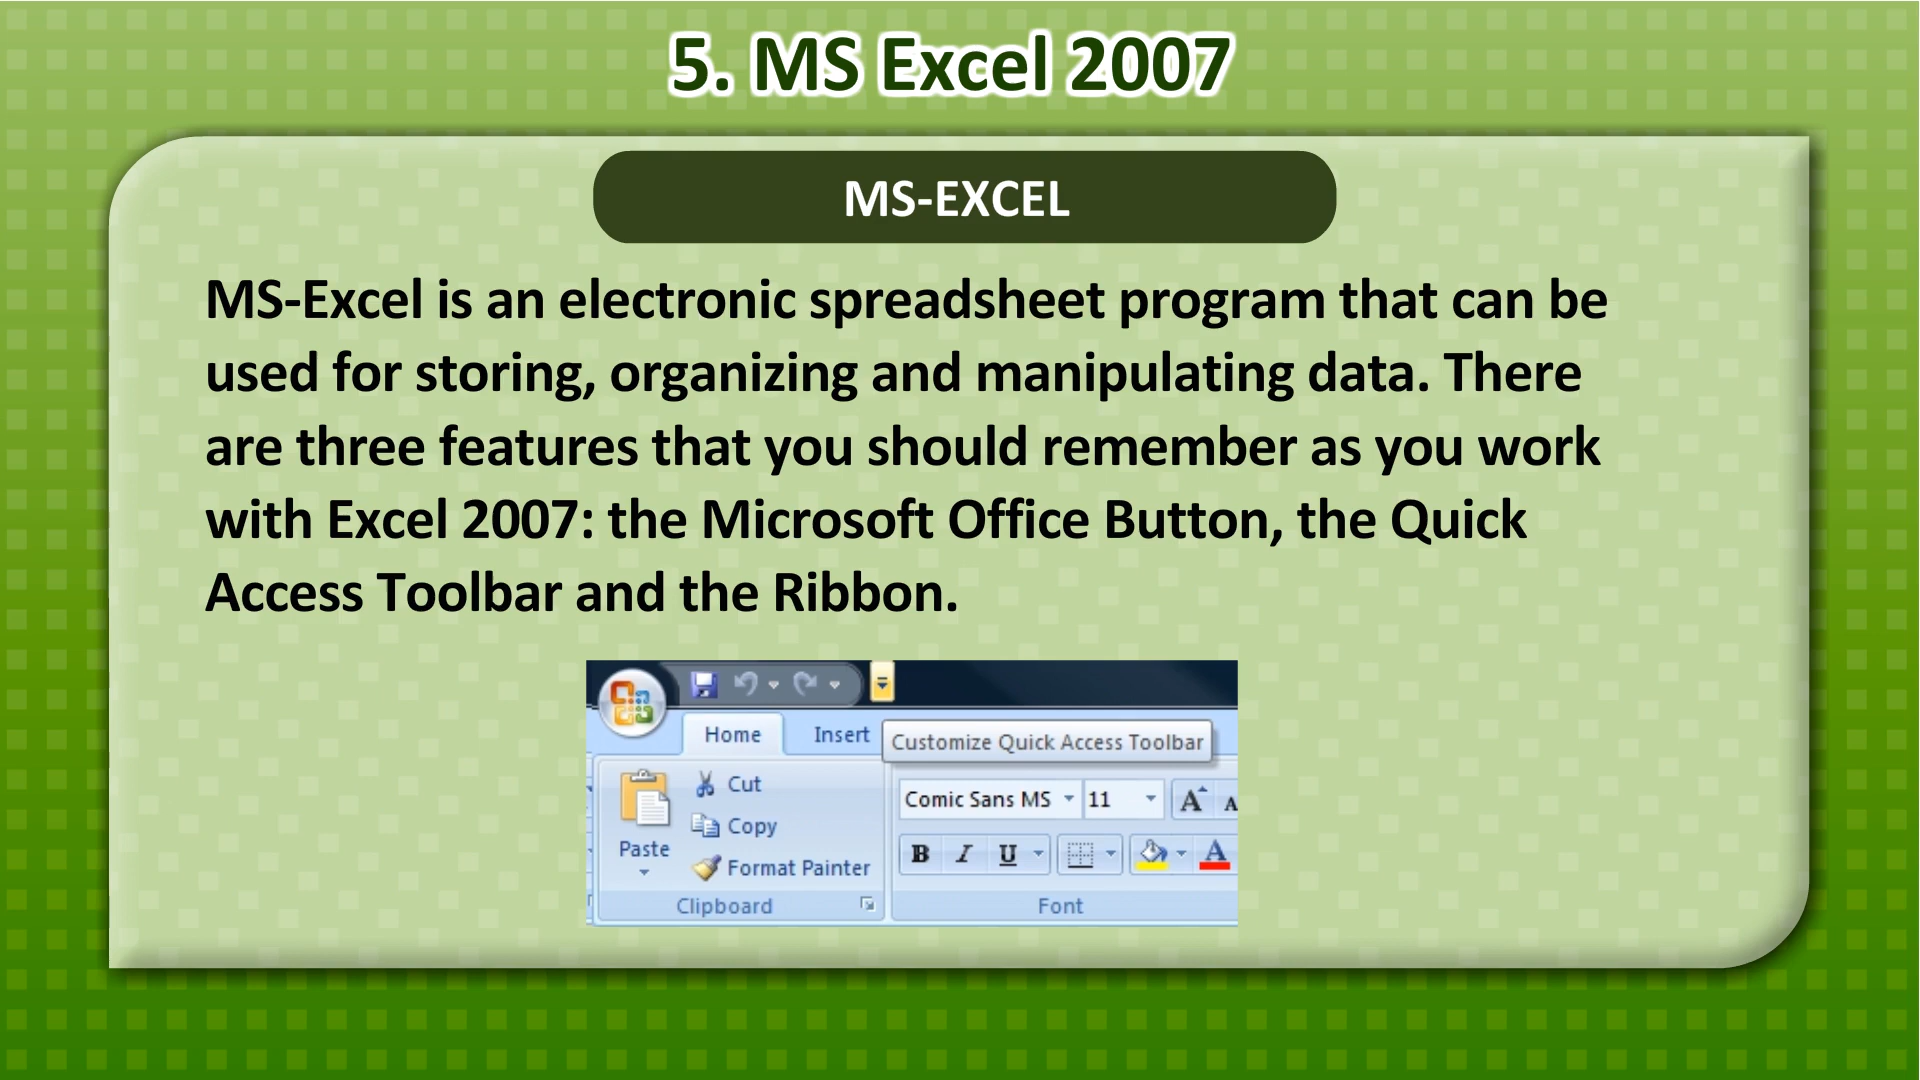 5. MS Excel 2007
MS-EXCEL
MS-Excel is an electronic spreadsheet program that can be
used for storing, organizing and manipulating data. There
are three features that you should remember as you work
with Excel 2007: the Microsoft Office Button, the Quick
Access Toolbar and the Ribbon.
Home Insert
Customize Quick Access Toolbar
Cut
Comic Sans MS 11 A A
Copy
Paste
B I U A
Format Painter
Clipboard Font